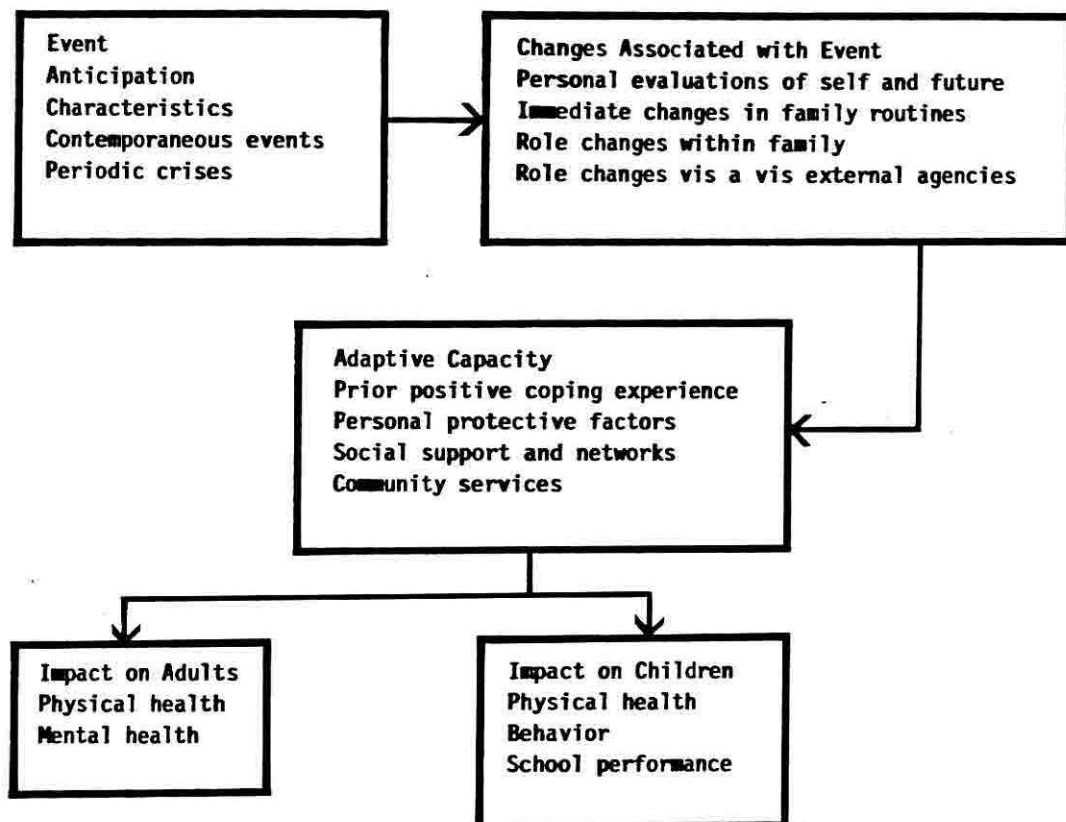 Event
Anticipation
Characteristics
Contemporaneous events
Periodic crises
Changes Associated with Event
Personal evaluations of self and future
Immediate changes in family routines
Role changes within family
Role changes vis a vis external agencies
Adaptive Capacity
Prior positive coping experience
Personal protective factors
Social support and networks
Community services
Impact on Adults
Physical health
Mental health
Impact on Children
Physical health
Behavior
School performance